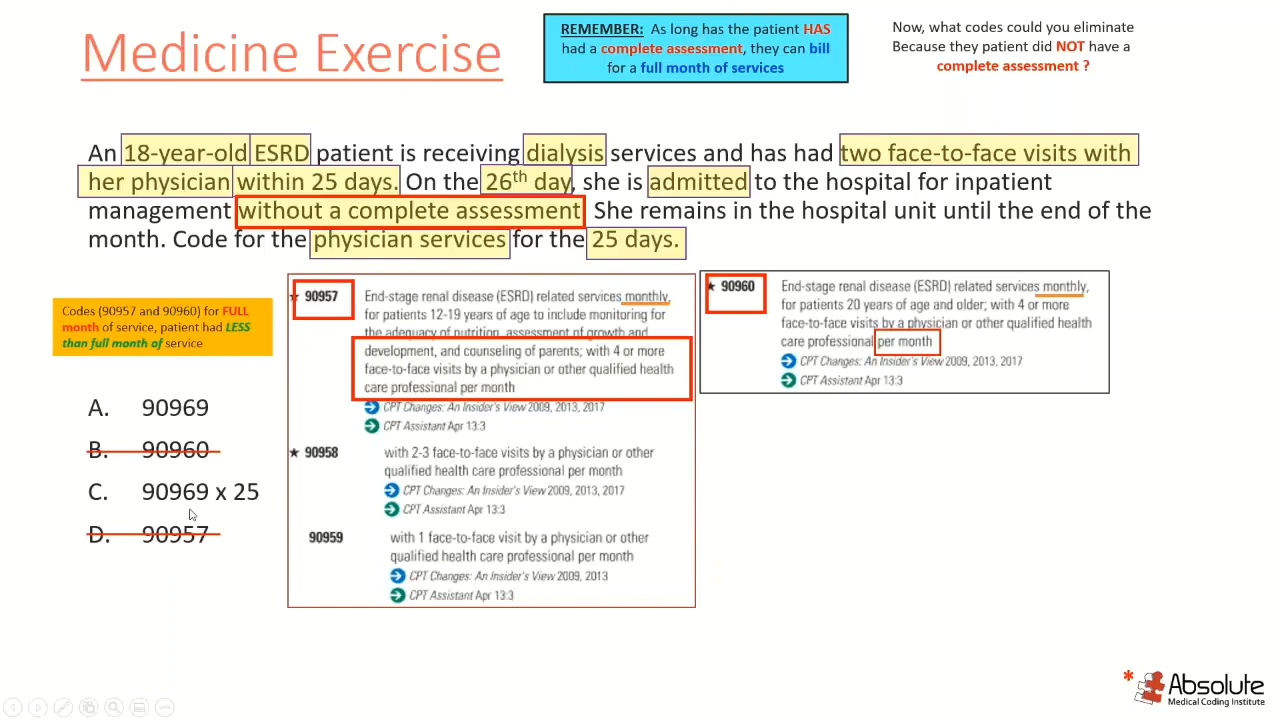 Medicine Exercise
REMEMBER: As long has the patient HAS
had a complete assessment, they can bill
for a full month of services
Now, what codes could you eliminate
Because they patient did NOT have a
complete assessment ?
An 18-year-old ESRD patient is receiving dialysis services and has had two face-to-face visits with
her physician within 25 days. On the 26th day, she is admitted to the hospital for inpatient
management without a complete assessment. She remains in the hospital unit until the end of the
month. Code for the physician services for the 25 days.
Codes (90957 and 90960) for FULL
month of service, patient had LESS
than full month of service
A. 90969
B. 90960
C. 90969 x 25
D. 90957
★ 90957 End-stage renal disease (ESRD) related services monthly,
for patients 12-19 years of age to include monitoring for
the adequacy of nutrition, assessment of growth and
development, and counseling of parents; with 4 or more
face-to-face visits by a physician or other qualified health
care professional per month
CPT Changes: An Insider's View 2009, 2013, 2017
CPT Assistant Apr 13:3
★ 90958 with 2-3 face-to-face visits by a physician or other
qualified health care professional per month
CPT Changes: An Insider's View 2009, 2013, 2017
CPT Assistant Apr 13:3
90959 with 1 face-to-face visit by a physician or other
qualified health care professional per month
CPT Changes: An Insider's View 2009, 2013
CPT Assistant Apr 13:3
★ 90960 End-stage renal disease (ESRD) related services monthly,
for patients 20 years of age and older; with 4 or more
face-to-face visits by a physician or other qualified health
care professional per month
CPT Changes: An Insider's View 2009, 2013, 2017
CPT Assistant Apr 13:3
* Absolute
Medical Coding Institute